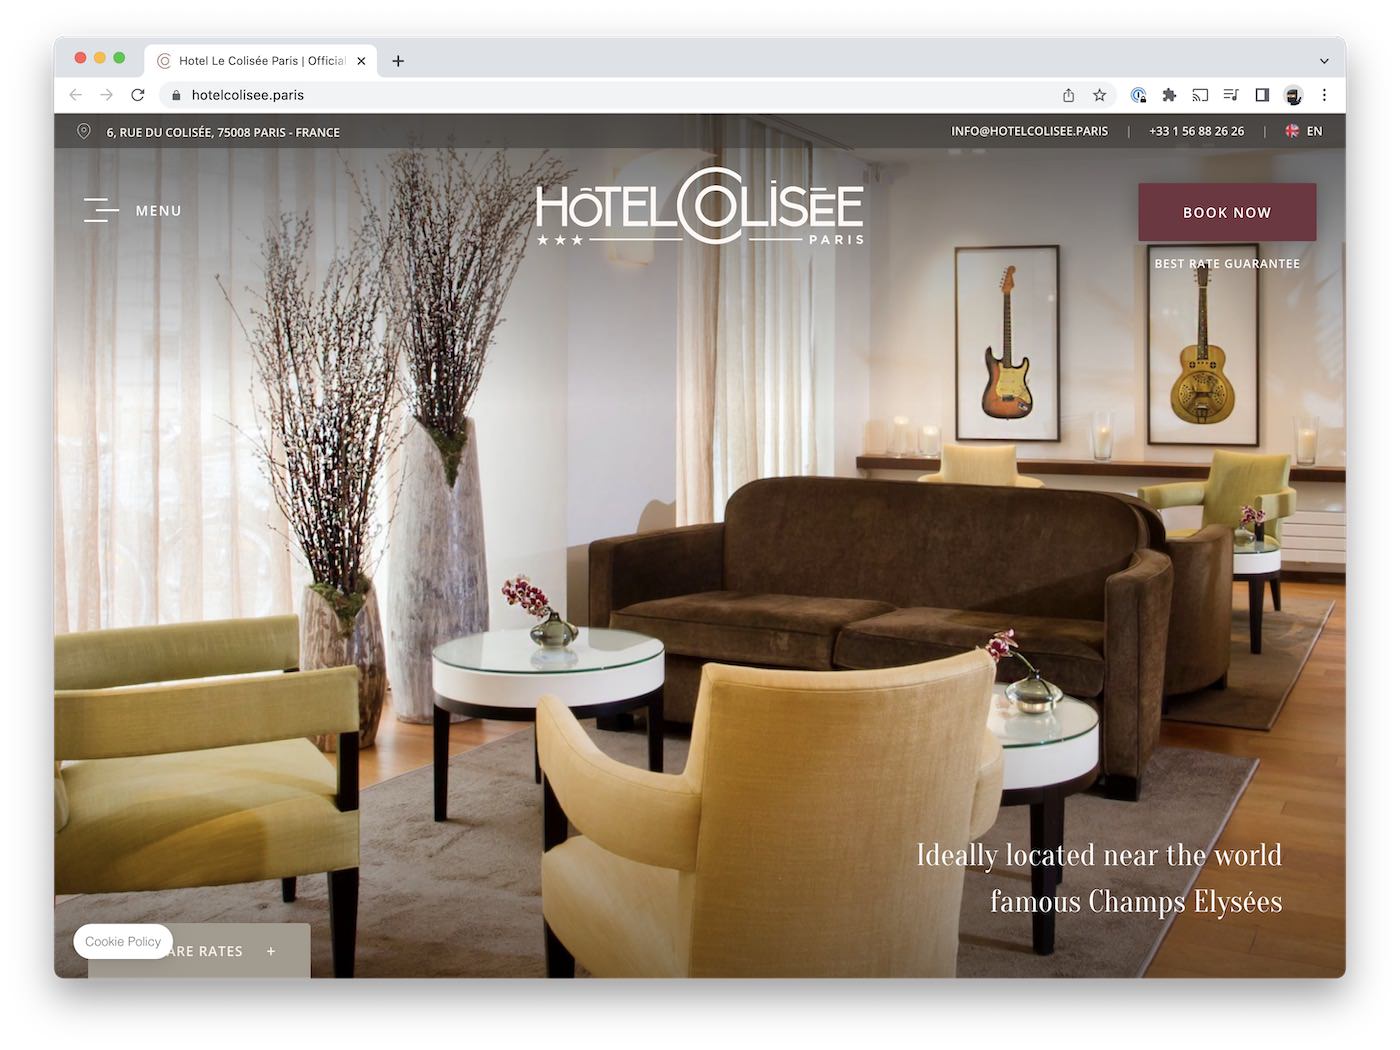 Hotel Le Colisée Paris | Official
hotelcolisee.paris
6, RUE DU COLISÉE, 75008 PARIS - FRANCE
INFO@HOTELCOLISEE.PARIS | +33 1 56 88 26 26 | EN
MENU
HÔTEL COLISÉE
PARIS
BOOK NOW
BEST RATE GUARANTEE
Ideally located near the world
famous Champs Elysées
Cookie Policy
ARE RATES +